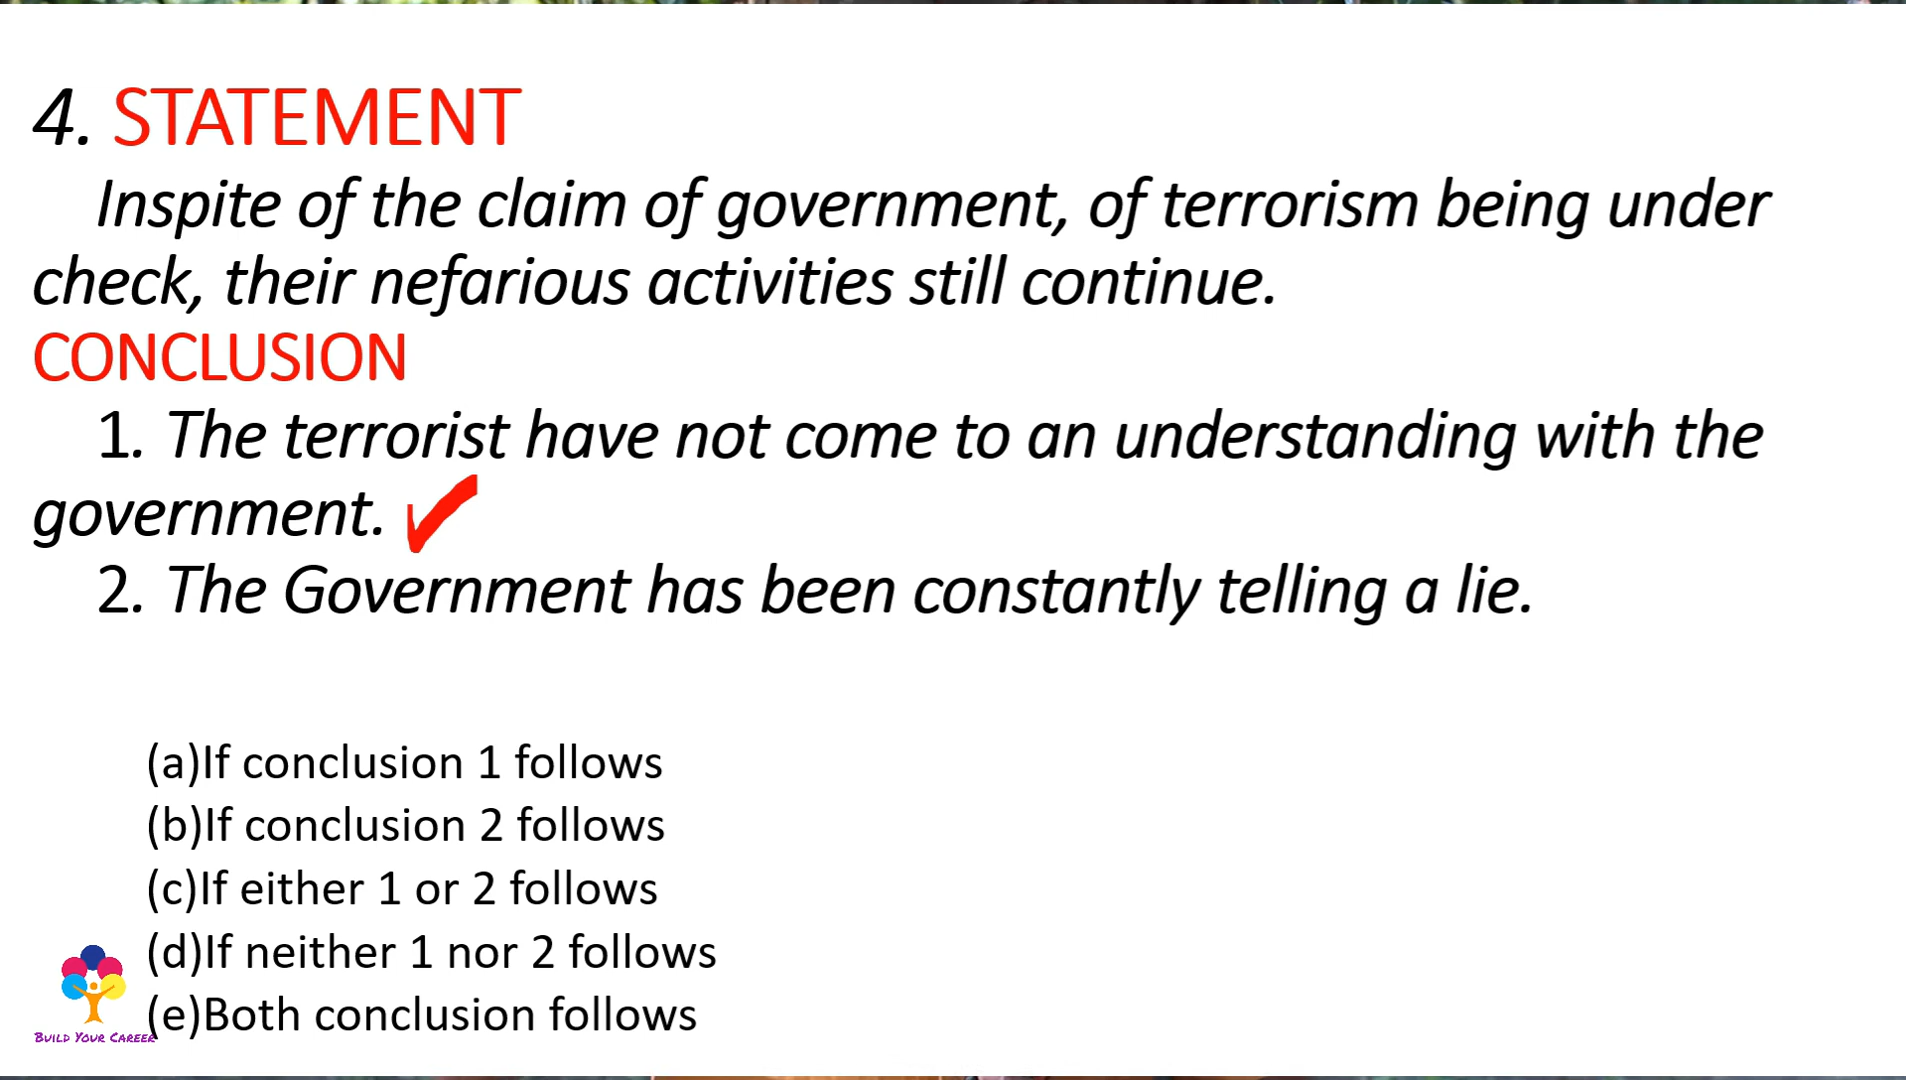 4. STATEMENT
Inspite of the claim of government, of terrorism being under
check, their nefarious activities still continue.
CONCLUSION
1. The terrorist have not come to an understanding with the
government.
2. The Government has been constantly telling a lie.
(a)If conclusion 1 follows
(b)If conclusion 2 follows
(c)If either 1 or 2 follows
(d)If neither 1 nor 2 follows
(e)Both conclusion follows
Build Your Career